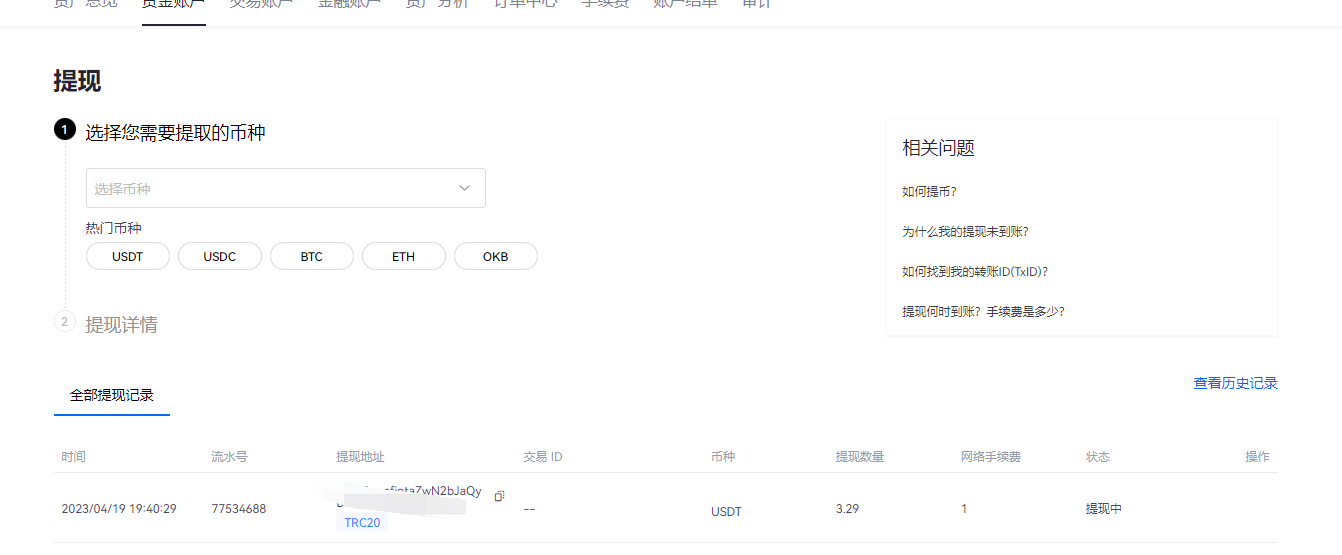 资产总览 资金账户 交易账户 金融账户 资产分析 订单中心 手续费 账户结单 审计
提现
1 选择您需要提取的币种
选择币种
热门币种
USDT USDC BTC ETH OKB
2 提现详情
相关问题
如何提币？
为什么我的提现未到账？
如何找到我的转账ID(TxID)？
提现何时到账？手续费是多少？
全部提现记录
查看历史记录
时间 流水号 提现地址 交易 ID 币种 提现数量 网络手续费 状态 操作
2023/04/19 19:40:29 77534688 fiotaZwN2bJaQy -- USDT 3.29 1 提现中
TRC20